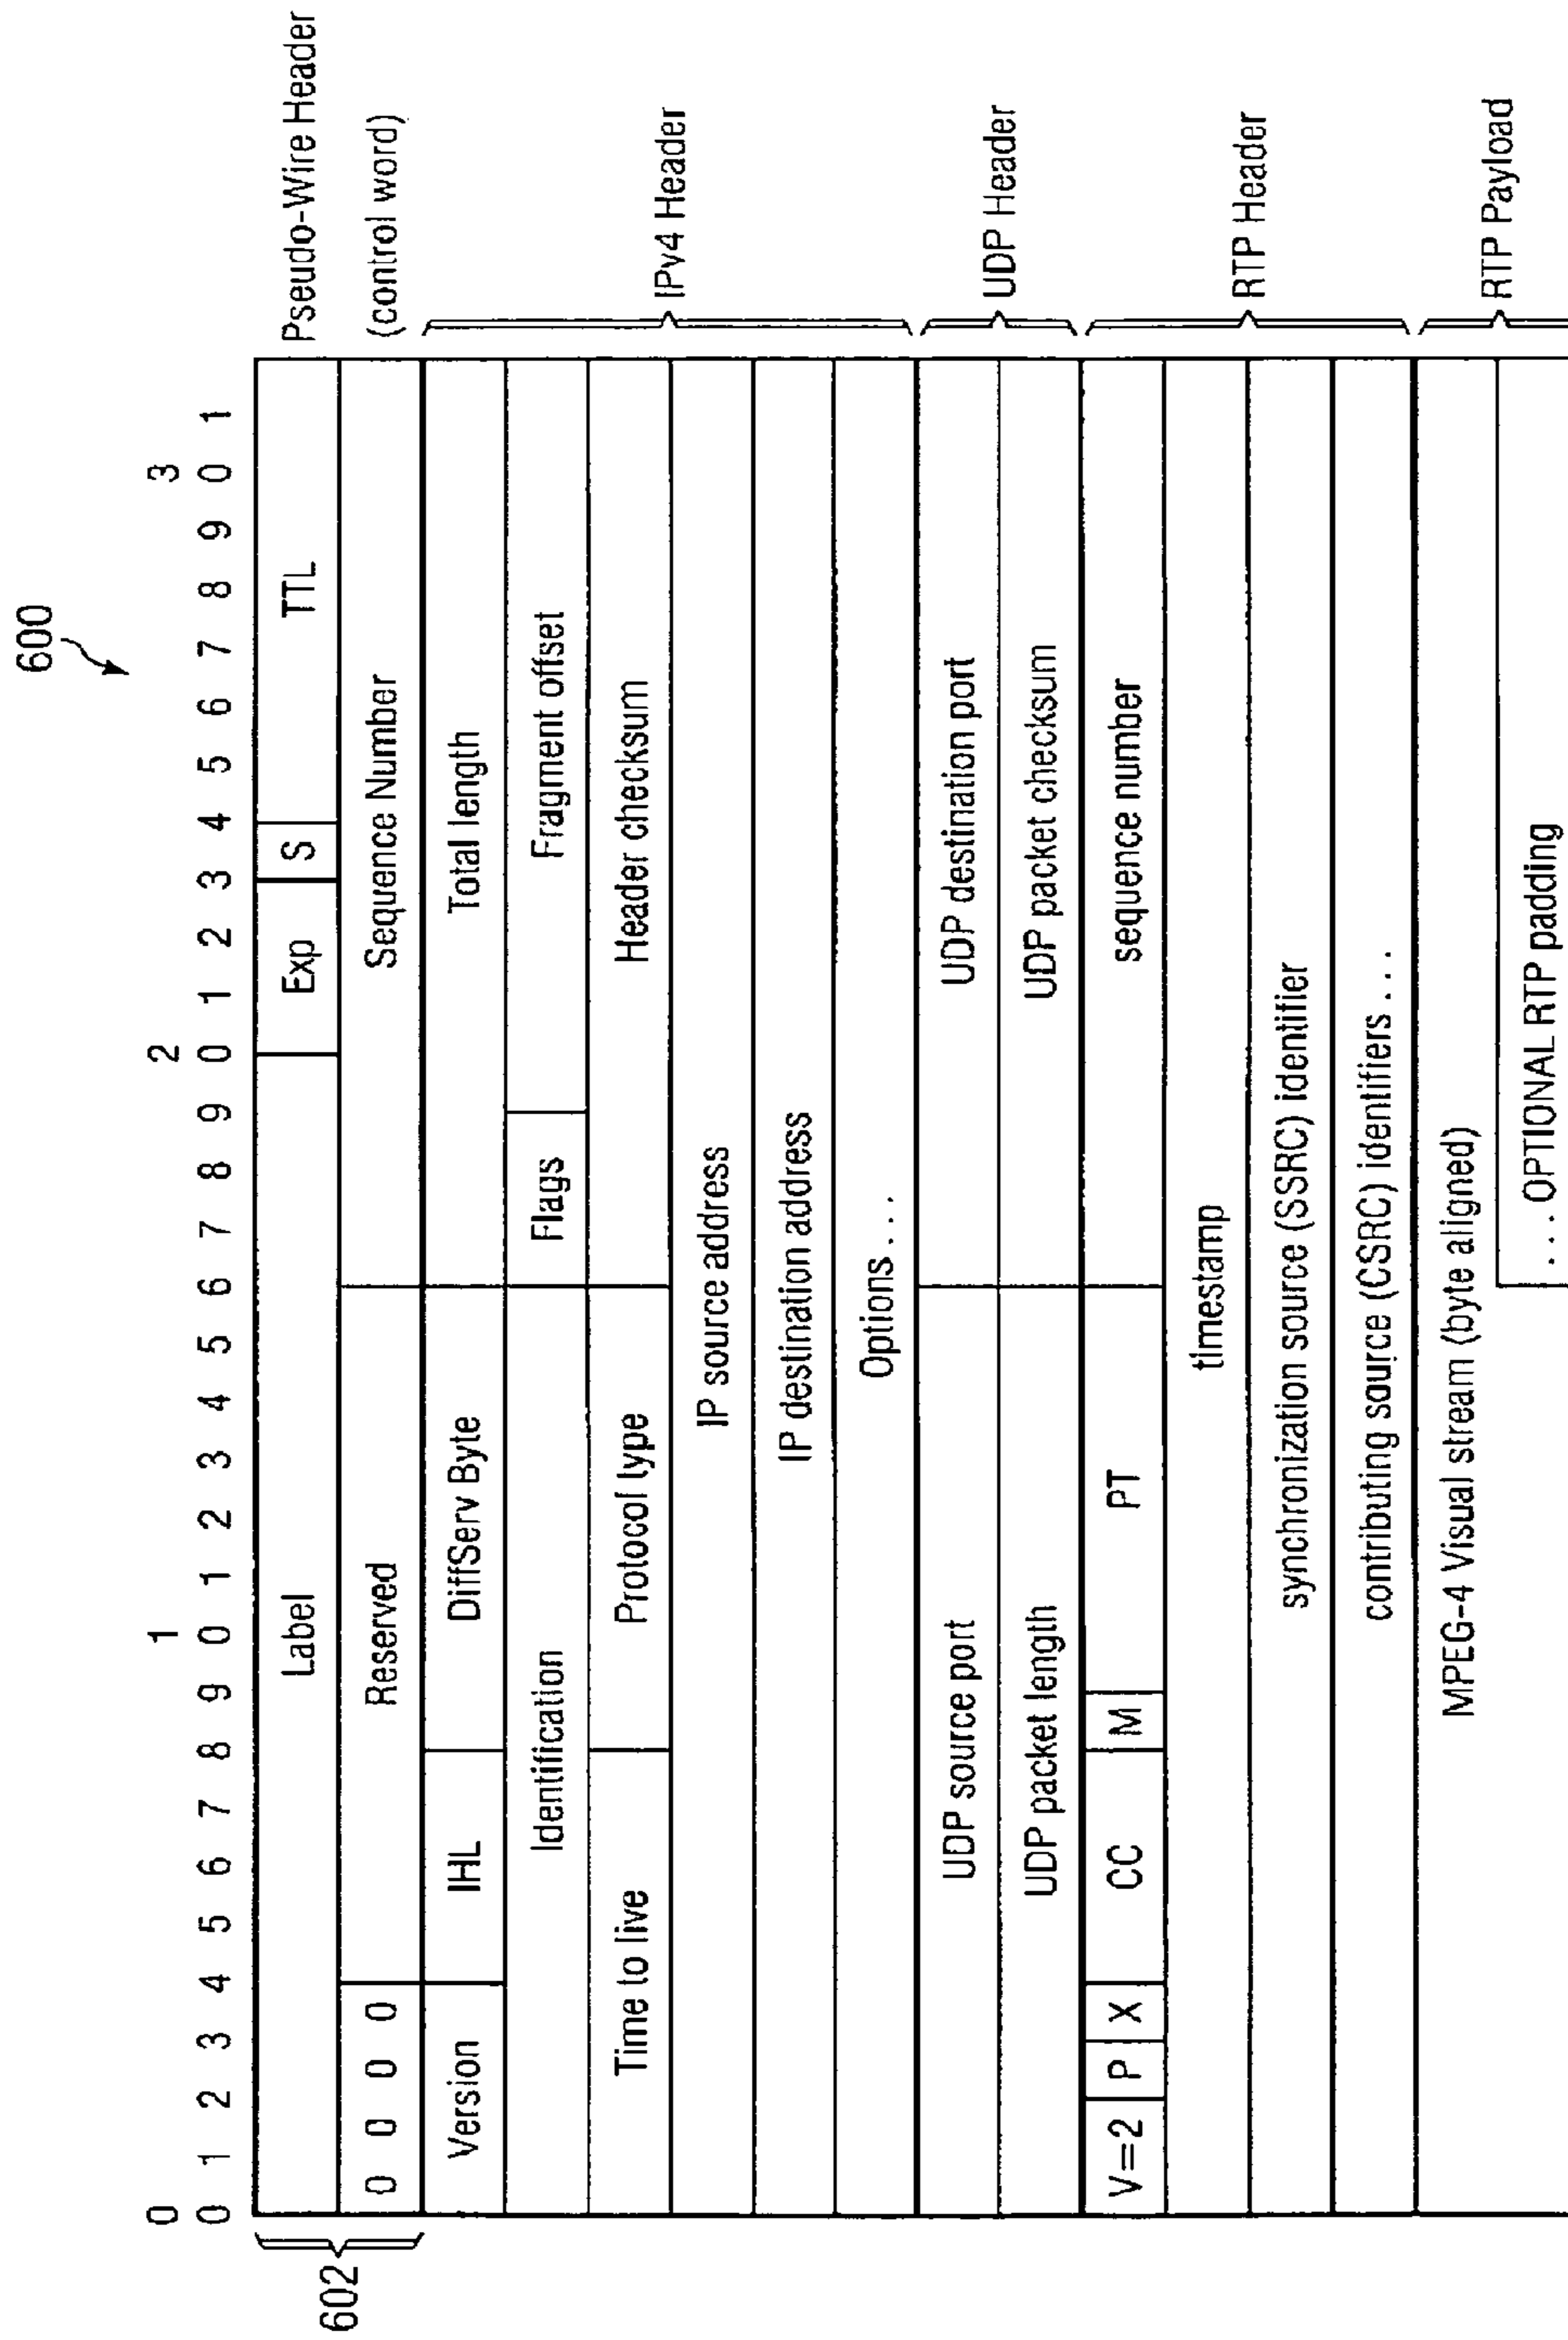 600
0 1 2 3
0 1 2 3 4 5 6 7 8 9 0 1 2 3 4 5 6 7 8 9 0 1 2 3 4 5 6 7 8 9 0 1
602
Label Exp S TTL Pseudo-Wire Header
0 0 0 0 Reserved Sequence Number (control word)
Version IHL DiffServ Byte Total length
Identification Flags Fragment offset
Time to live Protocol type Header checksum
IPv4 Header
IP source address
IP destination address
Options...
UDP source port UDP destination port
UDP Header
UDP packet length UDP packet checksum
V=2 P X CC M PT sequence number
timestamp
RTP Header
synchronization source (SSRC) identifier
contributing source (CSRC) identifiers...
MPEG-4 Visual stream (byte aligned)
RTP Payload
...OPTIONAL RTP padding